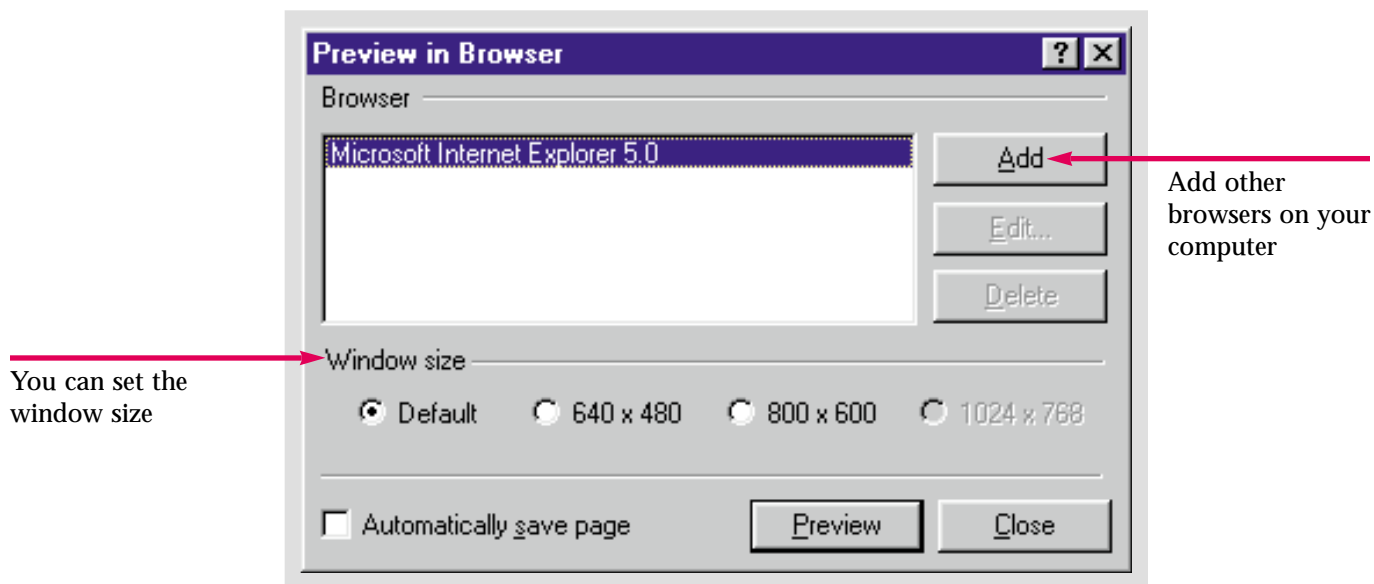 Preview in Browser
Browser
Microsoft Internet Explorer 5.0
Add
Edit...
Delete
Add other
browsers on your
computer
Window size
You can set the
window size
Default 640 x 480 800 x 600 1024 x 768
Automatically save page
Preview
Close